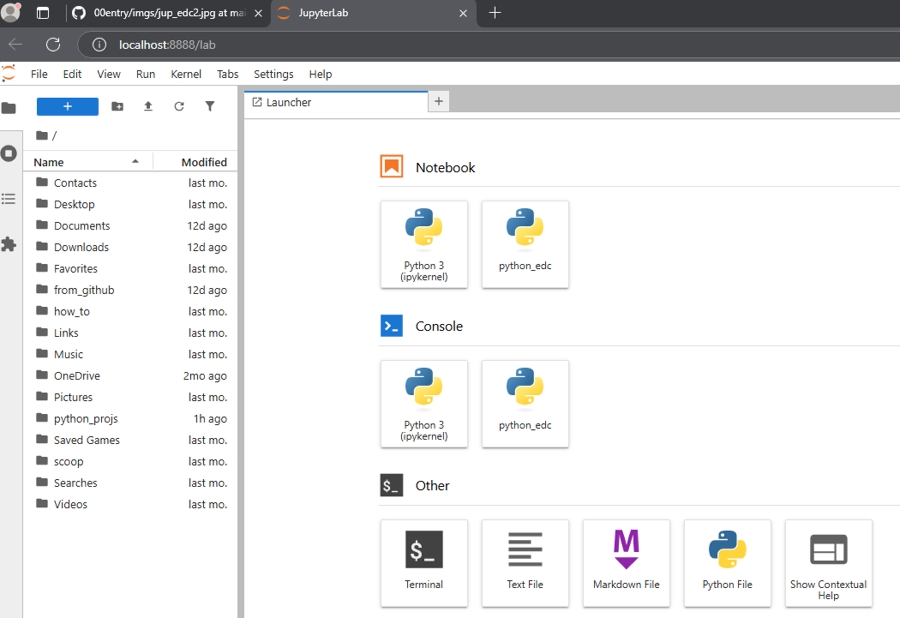 00entry/imgs/jup_edc2.jpg at mai
JupyterLab
localhost:8888/lab
File Edit View Run Kernel Tabs Settings Help
Launcher
/
Name Modified
Contacts last mo.
Desktop last mo.
Documents 12d ago
Downloads 12d ago
Favorites last mo.
from_github 12d ago
how_to last mo.
Links last mo.
Music last mo.
OneDrive 2mo ago
Pictures last mo.
python_projs 1h ago
Saved Games last mo.
scoop last mo.
Searches last mo.
Videos last mo.
Notebook
Python 3
(ipykernel)
python_edc
Console
Python 3
(ipykernel)
python_edc
$_ Other
$_
Terminal
Text File
M
Markdown File
Python File
Show Contextual
Help